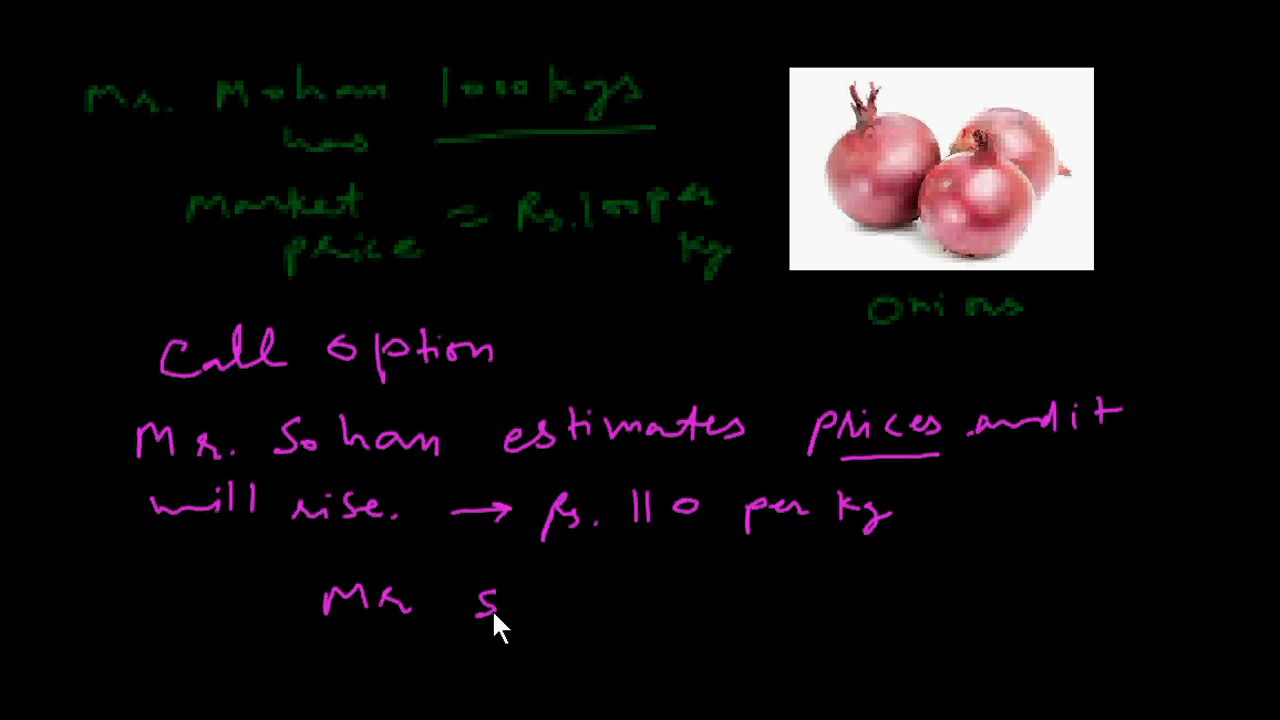 Mr. Mohan 1000 kgs
has
Market = Rs. 100 per
price kg
Onions
Call option
Mr. Sohan estimates prices and it
will rise. → Rs. 110 per kg
Mr S